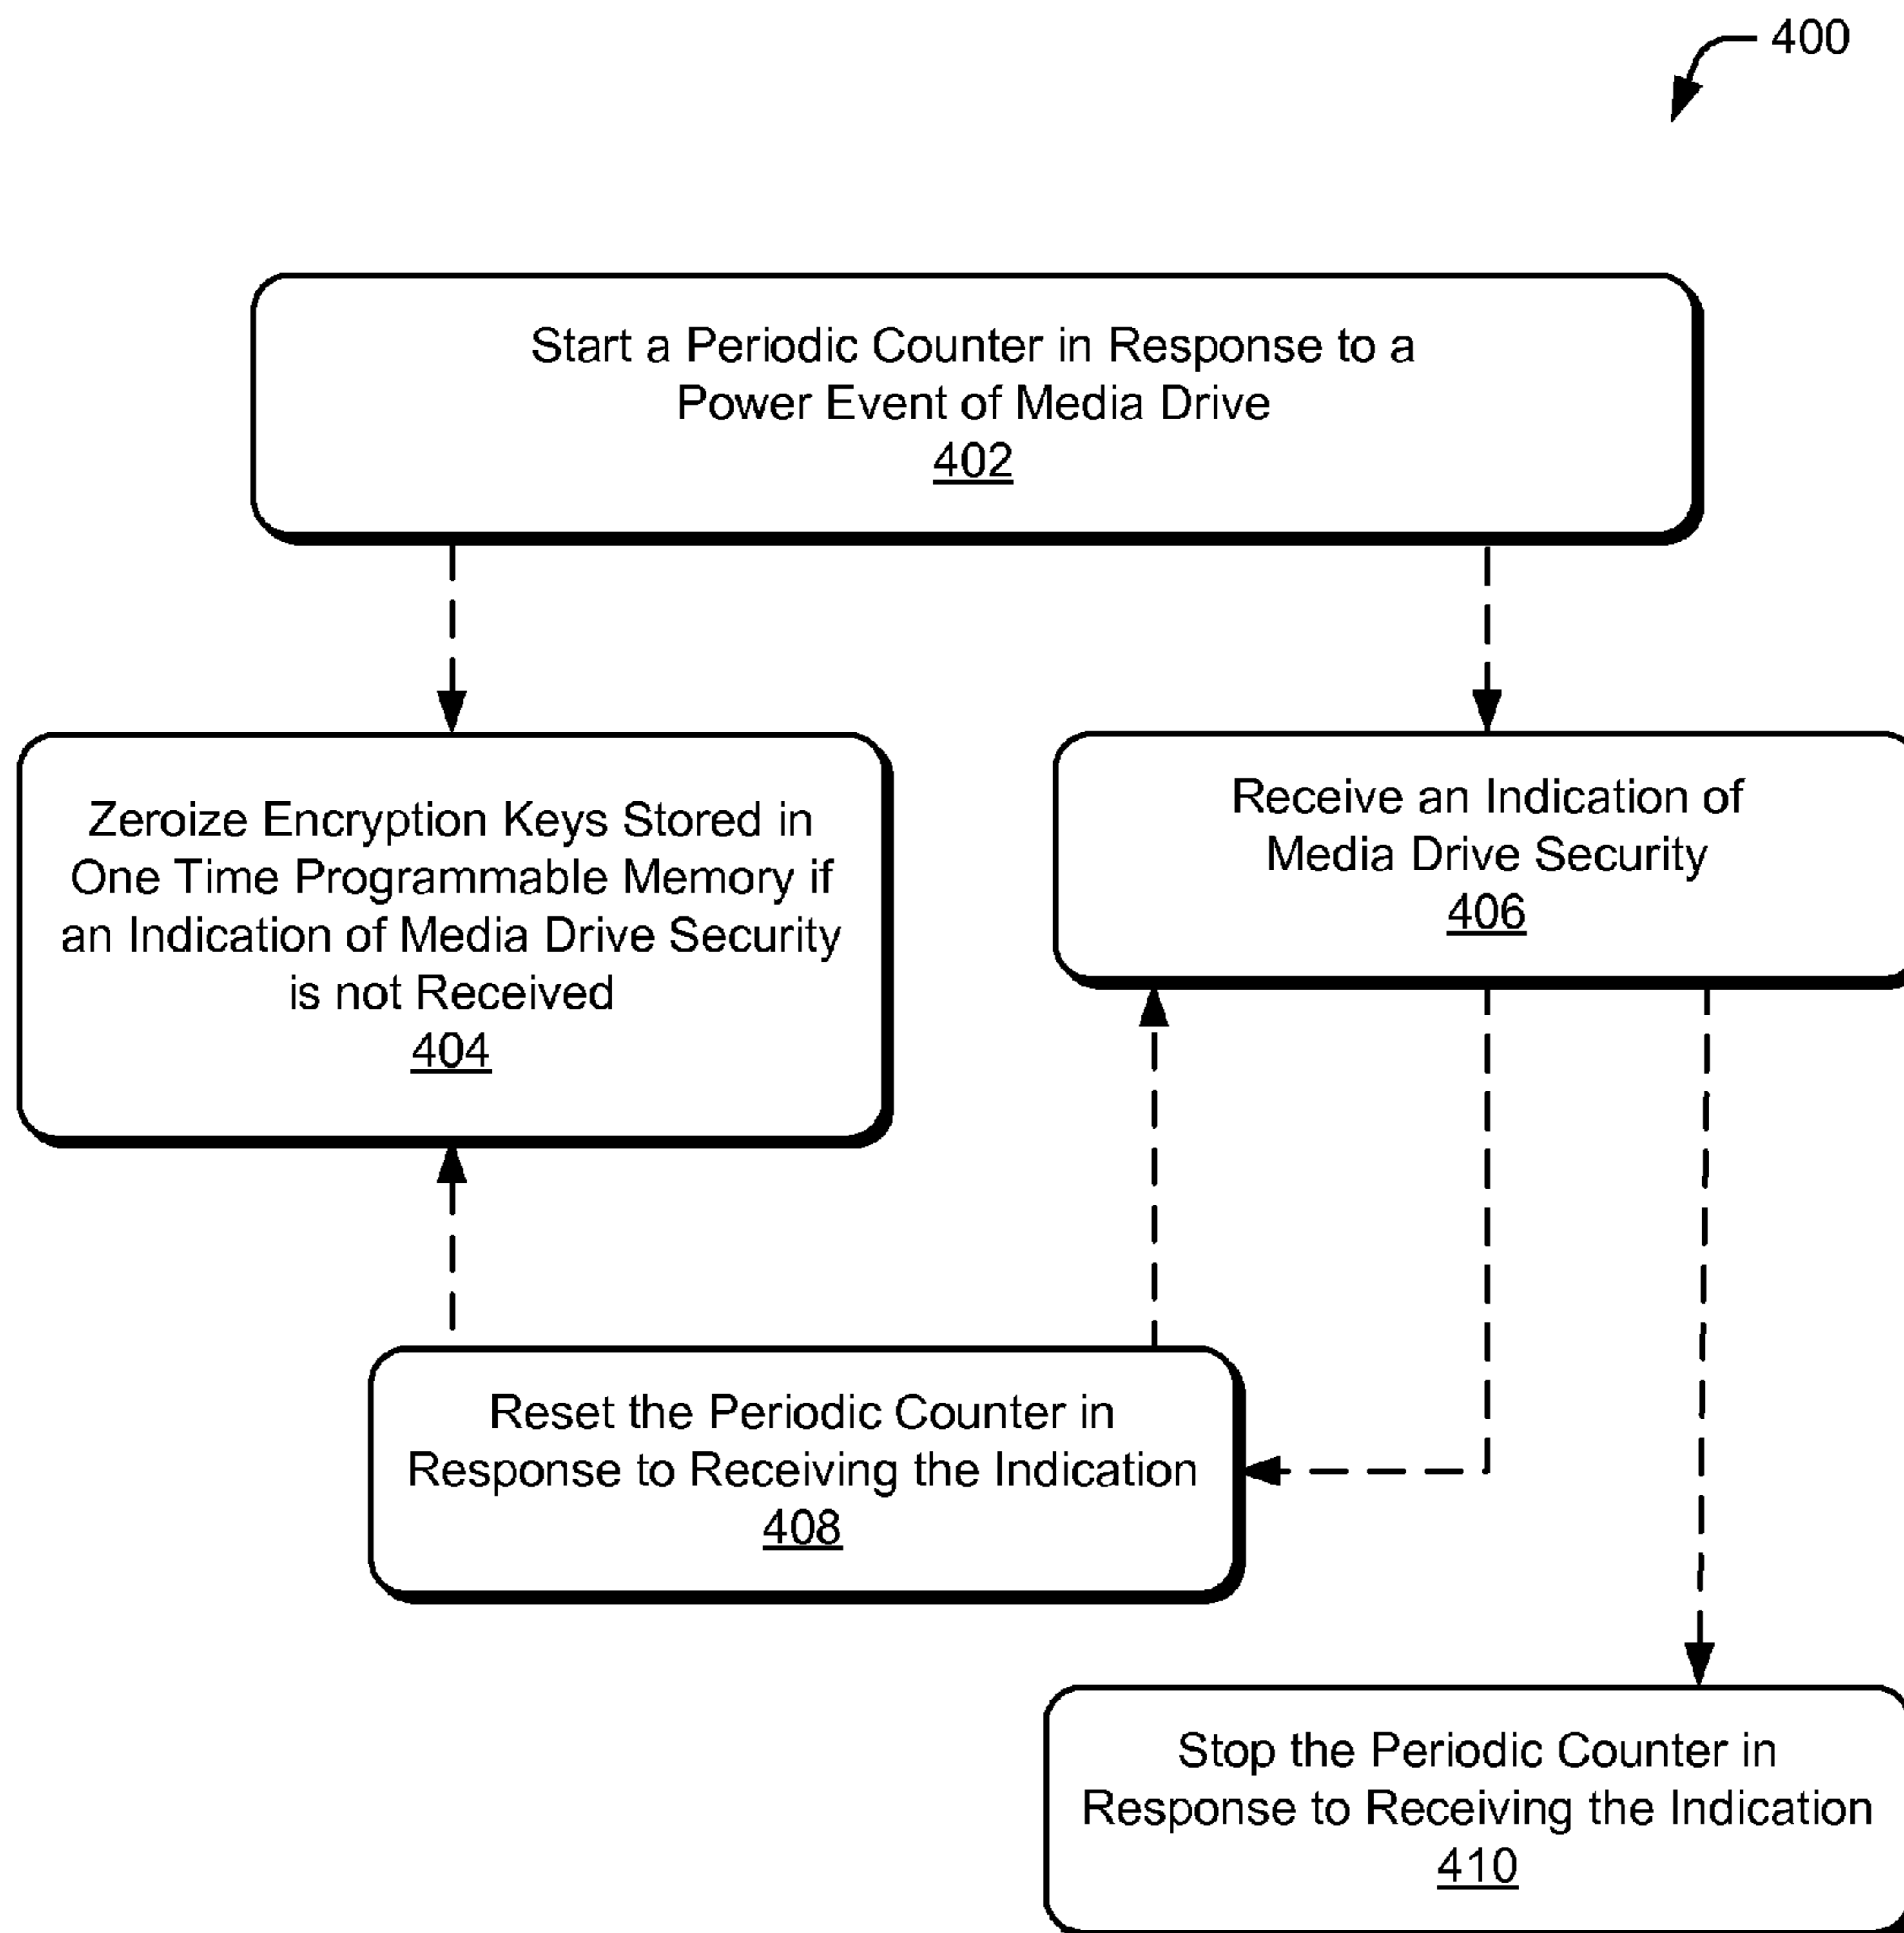 400
Start a Periodic Counter in Response to a
Power Event of Media Drive
402
Zeroize Encryption Keys Stored in
One Time Programmable Memory if
an Indication of Media Drive Security
is not Received
404
Receive an Indication of
Media Drive Security
406
Reset the Periodic Counter in
Response to Receiving the Indication
408
Stop the Periodic Counter in
Response to Receiving the Indication
410